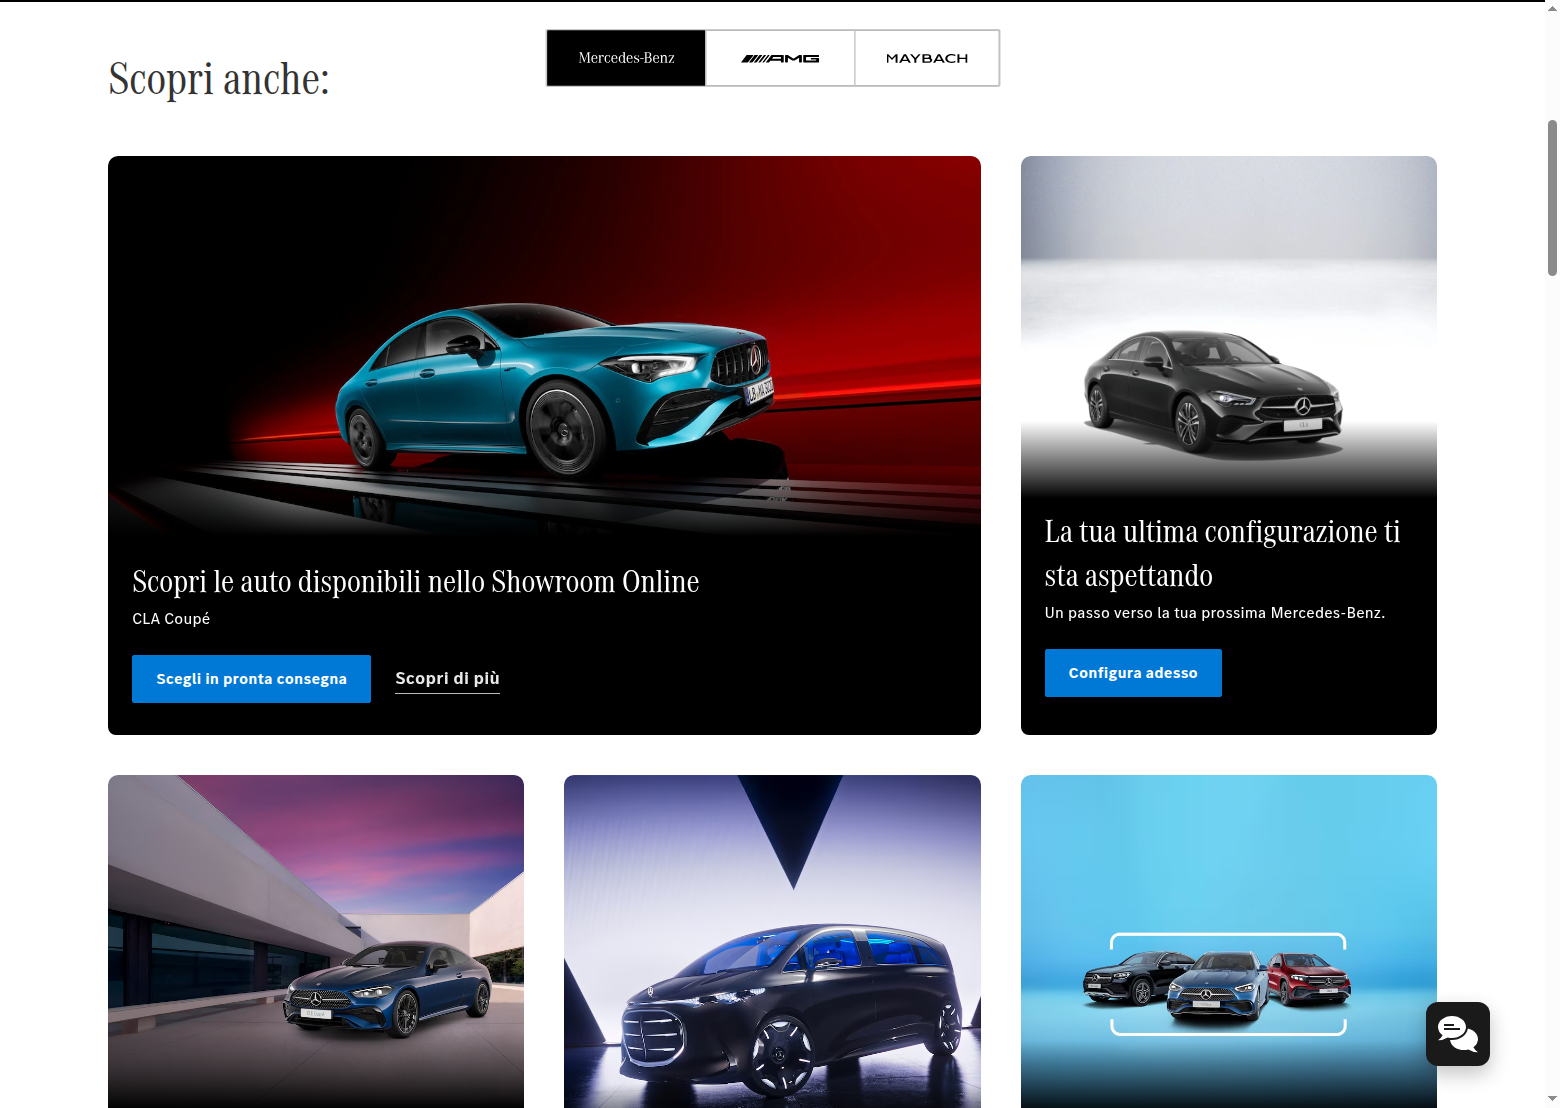 Mercedes-Benz
AMG
MAYBACH
Scopri anche:
Scopri le auto disponibili nello Showroom Online
CLA Coupé
Scegli in pronta consegna
Scopri di più
La tua ultima configurazione ti
sta aspettando
Un passo verso la tua prossima Mercedes-Benz.
Configura adesso